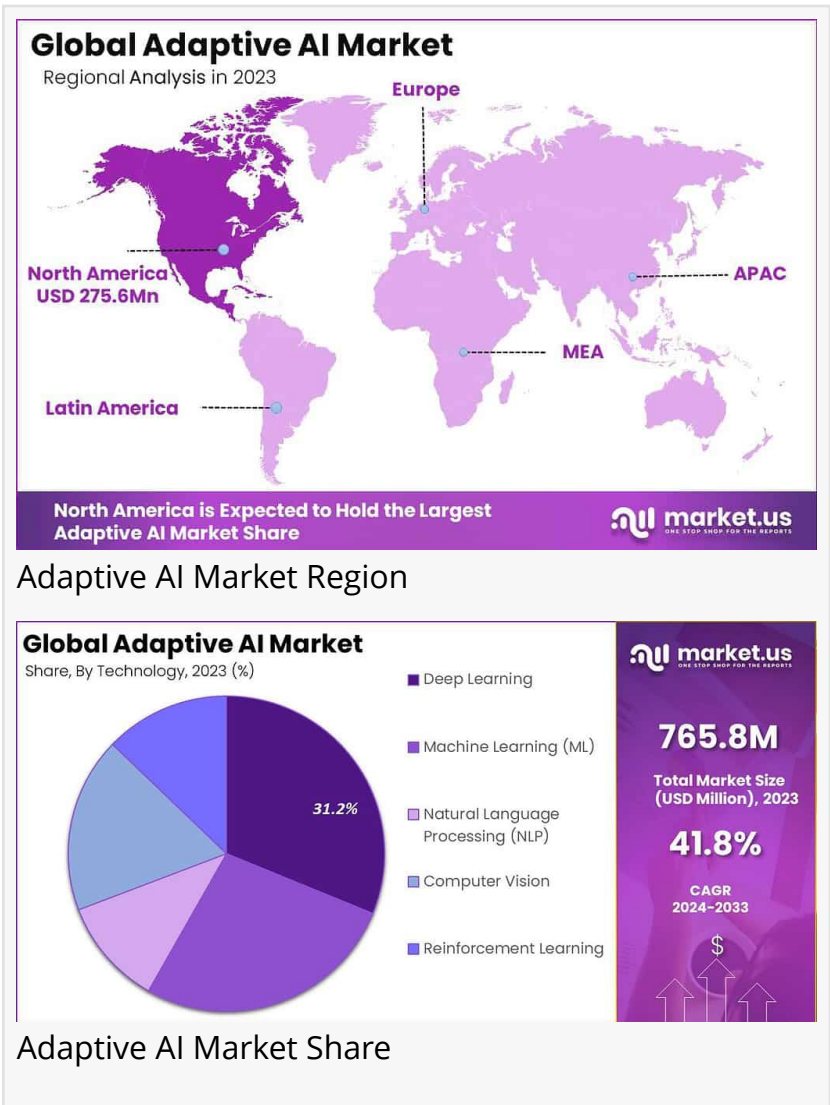 Global Adaptive AI Market
Regional Analysis in 2023
Europe
North America
USD 275.6Mn
APAC
MEA
Latin America
North America is Expected to Hold the Largest
Adaptive AI Market Share
market.us
ONE STOP SHOP FOR THE REPORTS
Adaptive AI Market Region
Global Adaptive AI Market
Share, By Technology, 2023 (%)
31.2%
Deep Learning
Machine Learning (ML)
Natural Language
Processing (NLP)
Computer Vision
Reinforcement Learning
market.us
ONE STOP SHOP FOR THE REPORTS
765.8M
Total Market Size
(USD Million), 2023
41.8%
CAGR
2024-2033
$
Adaptive AI Market Share